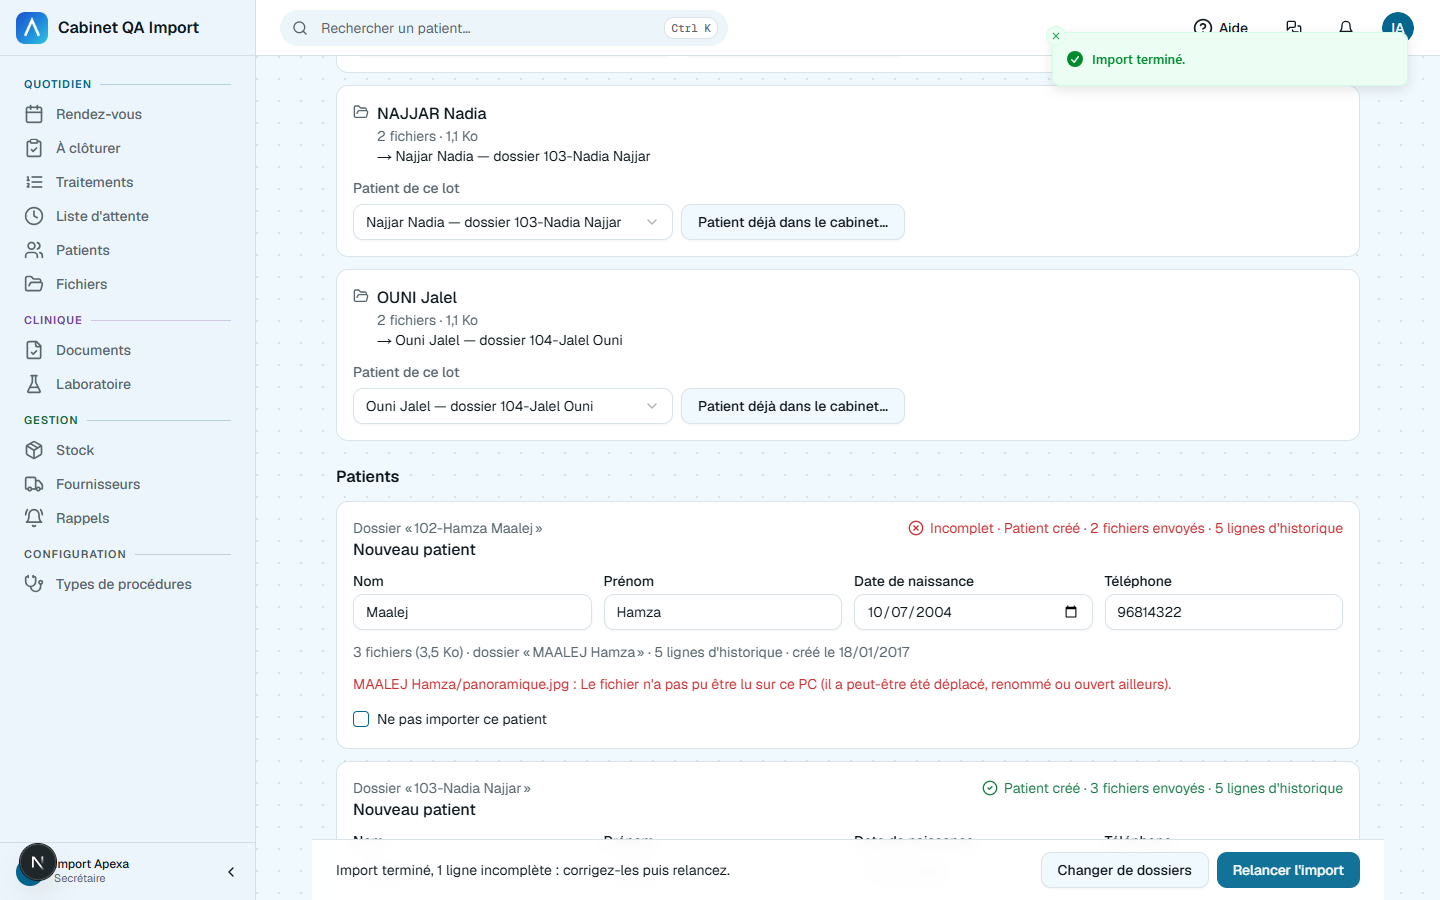 Cabinet QA Import
Rechercher un patient...
Ctrl K
Aide
IA
Import terminé.
QUOTIDIEN
Rendez-vous
À clôturer
Traitements
Liste d'attente
Patients
Fichiers
CLINIQUE
Documents
Laboratoire
GESTION
Stock
Fournisseurs
Rappels
CONFIGURATION
Types de procédures
N
Import Apexa
Secrétaire
NAJJAR Nadia
2 fichiers · 1,1 Ko
→ Najjar Nadia — dossier 103-Nadia Najjar
Patient de ce lot
Najjar Nadia — dossier 103-Nadia Najjar
Patient déjà dans le cabinet...
OUNI Jalel
2 fichiers · 1,1 Ko
→ Ouni Jalel — dossier 104-Jalel Ouni
Patient de ce lot
Ouni Jalel — dossier 104-Jalel Ouni
Patient déjà dans le cabinet...
Patients
Dossier « 102-Hamza Maalej »
Incomplet · Patient créé · 2 fichiers envoyés · 5 lignes d'historique
Nouveau patient
Nom
Prénom
Date de naissance
Téléphone
Maalej
Hamza
10/07/2004
96814322
3 fichiers (3,5 Ko) · dossier « MAALEJ Hamza » · 5 lignes d'historique · créé le 18/01/2017
MAALEJ Hamza/panoramique.jpg : Le fichier n'a pas pu être lu sur ce PC (il a peut-être été déplacé, renommé ou ouvert ailleurs).
Ne pas importer ce patient
Dossier « 103-Nadia Najjar »
Patient créé · 3 fichiers envoyés · 5 lignes d'historique
Nouveau patient
Nom
Prénom
Date de naissance
Téléphone
Import terminé, 1 ligne incomplète : corrigez-les puis relancez.
Changer de dossiers
Relancer l'import